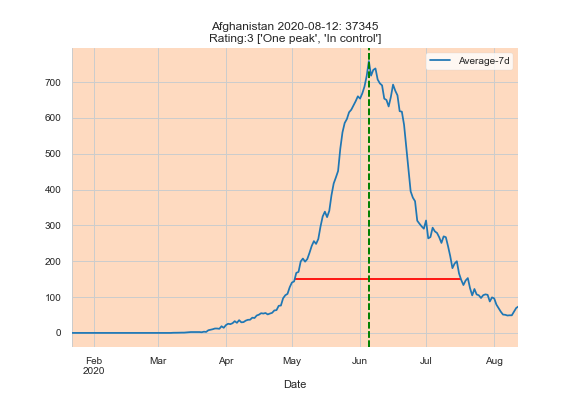 Afghanistan 2020-08-12: 37345
Rating:3 ['One peak', 'In control']
Average-7d
700
600
500
400
300
200
100
0
Feb Mar Apr May Jun Jul Aug
2020
Date